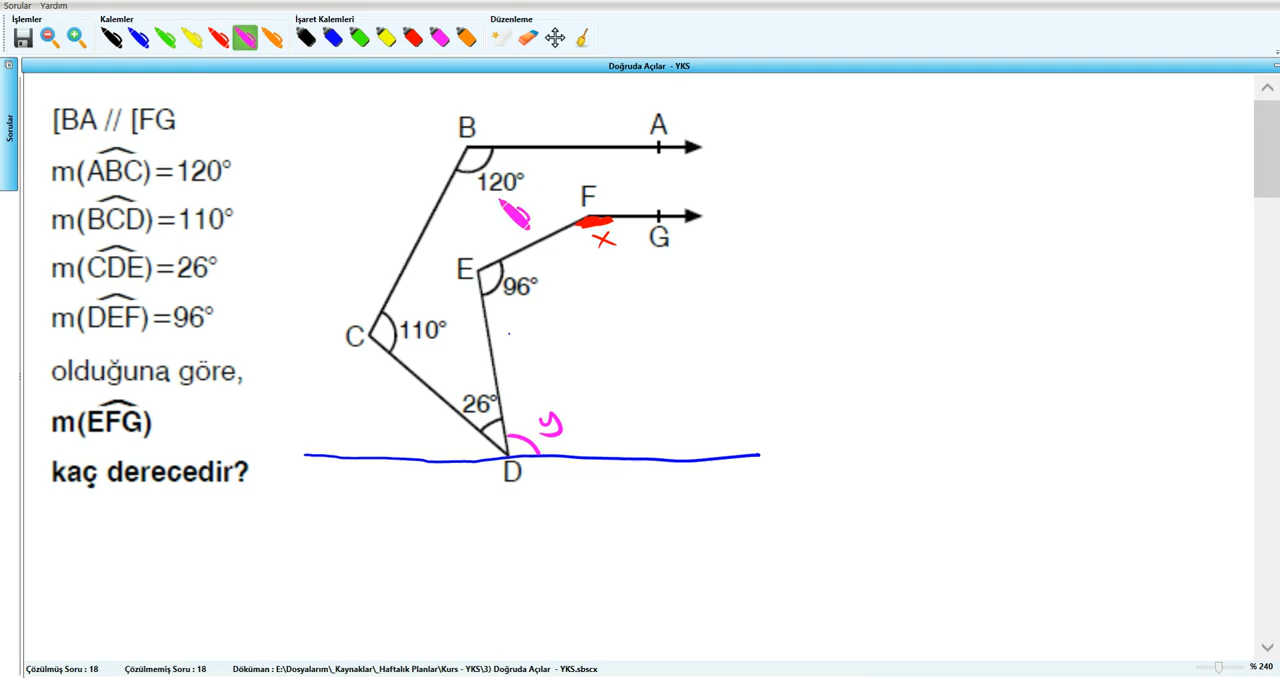 Sorular Yardım
İşlemler Kalemler İşaret Kalemleri Düzenleme
Doğruda Açılar - YKS
Sorular
[BA // [FG
m(ABC)=120°
m(BCD)=110°
m(CDE)=26°
m(DEF)=96°
olduğuna göre,
m(EFG)
kaç derecedir?
B A
120°
F
x G
E
96°
C 110°
26° y
D
Çözülmüş Soru : 18 Çözülmemiş Soru : 18 Döküman : E:\Dosyalarım\_Kaynaklar\_Haftalık Planlar\Kurs - YKS\3) Doğruda Açılar - YKS.sbscx % 240